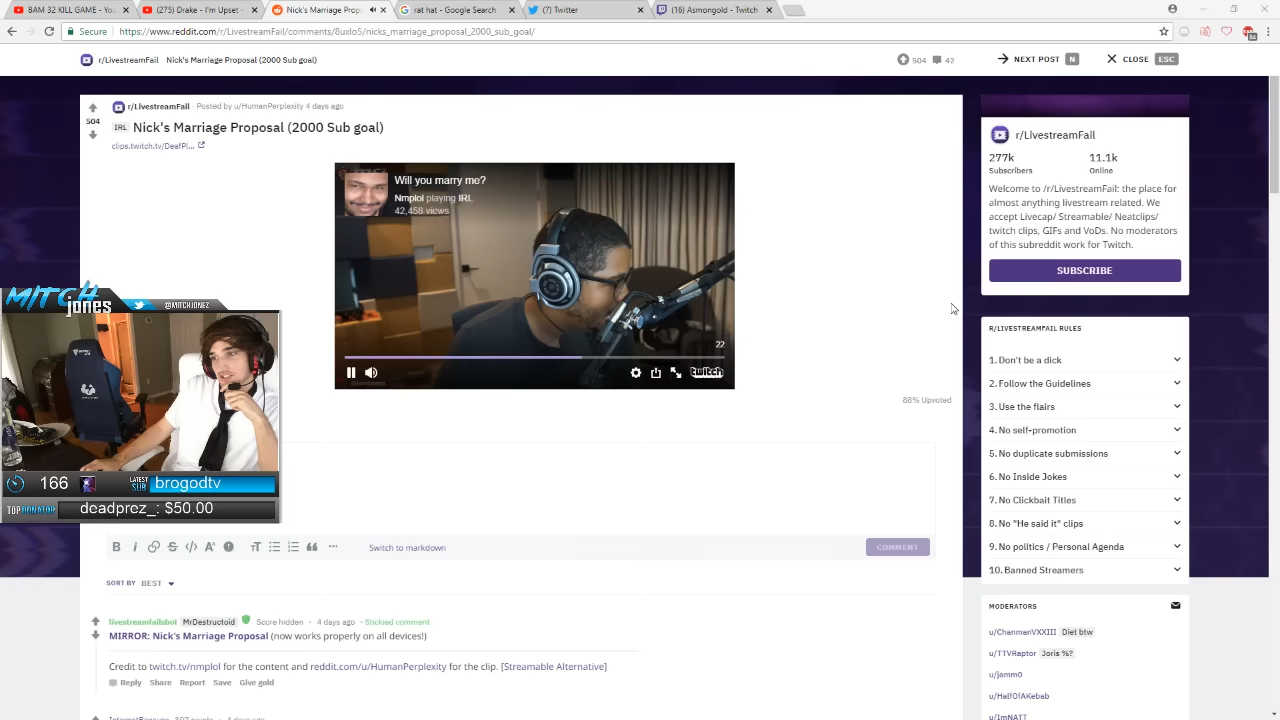 BAM 32 KILL GAME - You
(275) Drake - I'm Upset -
Nick's Marriage Prop
rat hat - Google Search
(7) Twitter
(16) Asmongold - Twitch
Secure
https://www.reddit.com/r/LivestreamFail/comments/8uxlo5/nicks_marriage_proposal_2000_sub_goal/
r/LivestreamFail Nick's Marriage Proposal (2000 Sub goal)
504 42
NEXT POST N
CLOSE ESC
r/LivestreamFail · Posted by u/HumanPerplexity 4 days ago
504
IRL Nick's Marriage Proposal (2000 Sub goal)
clips.twitch.tv/DeafPl...
Will you marry me?
Nmplol playing IRL
42,458 views
22
twitch
88% Upvoted
MITCH
jones
@MITCHJONEZ
166
LATEST SUB brogodtv
TOP DONATOR deadprez_: $50.00
B i Switch to markdown
COMMENT
SORT BY BEST
livestreamfailsbot MrDestructoid Score hidden · 4 days ago · Stickied comment
MIRROR: Nick's Marriage Proposal (now works properly on all devices!)
Credit to twitch.tv/nmplol for the content and reddit.com/u/HumanPerplexity for the clip. [Streamable Alternative]
Reply Share Report Save Give gold
r/LivestreamFail
277k 11.1k
Subscribers Online
Welcome to /r/LivestreamFail: the place for
almost anything livestream related. We
accept Livecap/ Streamable/ Neatclips/
twitch clips, GIFs and VoDs. No moderators
of this subreddit work for Twitch.
SUBSCRIBE
R/LIVESTREAMFAIL RULES
1. Don't be a dick
2. Follow the Guidelines
3. Use the flairs
4. No self-promotion
5. No duplicate submissions
6. No Inside Jokes
7. No Clickbait Titles
8. No "He said it" clips
9. No politics / Personal Agenda
10. Banned Streamers
MODERATORS
u/ChanmanVXXIII Diet btw
u/TTVRaptor Joris %?
u/jamm0
u/HalfOfAKebab
u/ImNATT